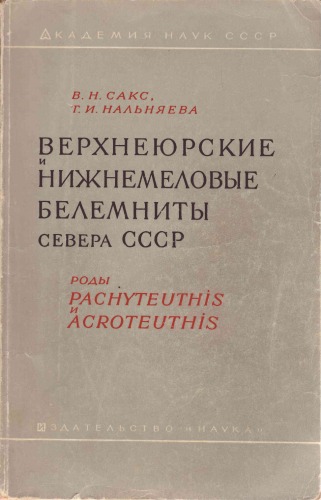 АКАДЕМИЯ НАУК СССР
В. Н. САКС,
Т. И. НАЛЬНЯЕВА
ВЕРХНЕЮРСКИЕ
И
НИЖНЕМЕЛОВЫЕ
БЕЛЕМНИТЫ
СЕВЕРА СССР
РОДЫ
PACHYTEUTHIS
И
ACROTEUTHIS
ИЗДАТЕЛЬСТВО «НАУКА»